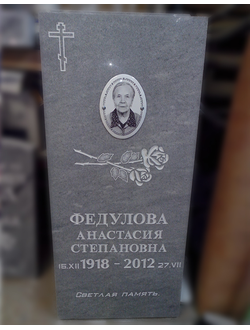 ФЕДУЛОВА
АНАСТАСИЯ
СТЕПАНОВНА
15.XII 1918 - 2012 27.VII
СВЕТЛАЯ ПАМЯТЬ.